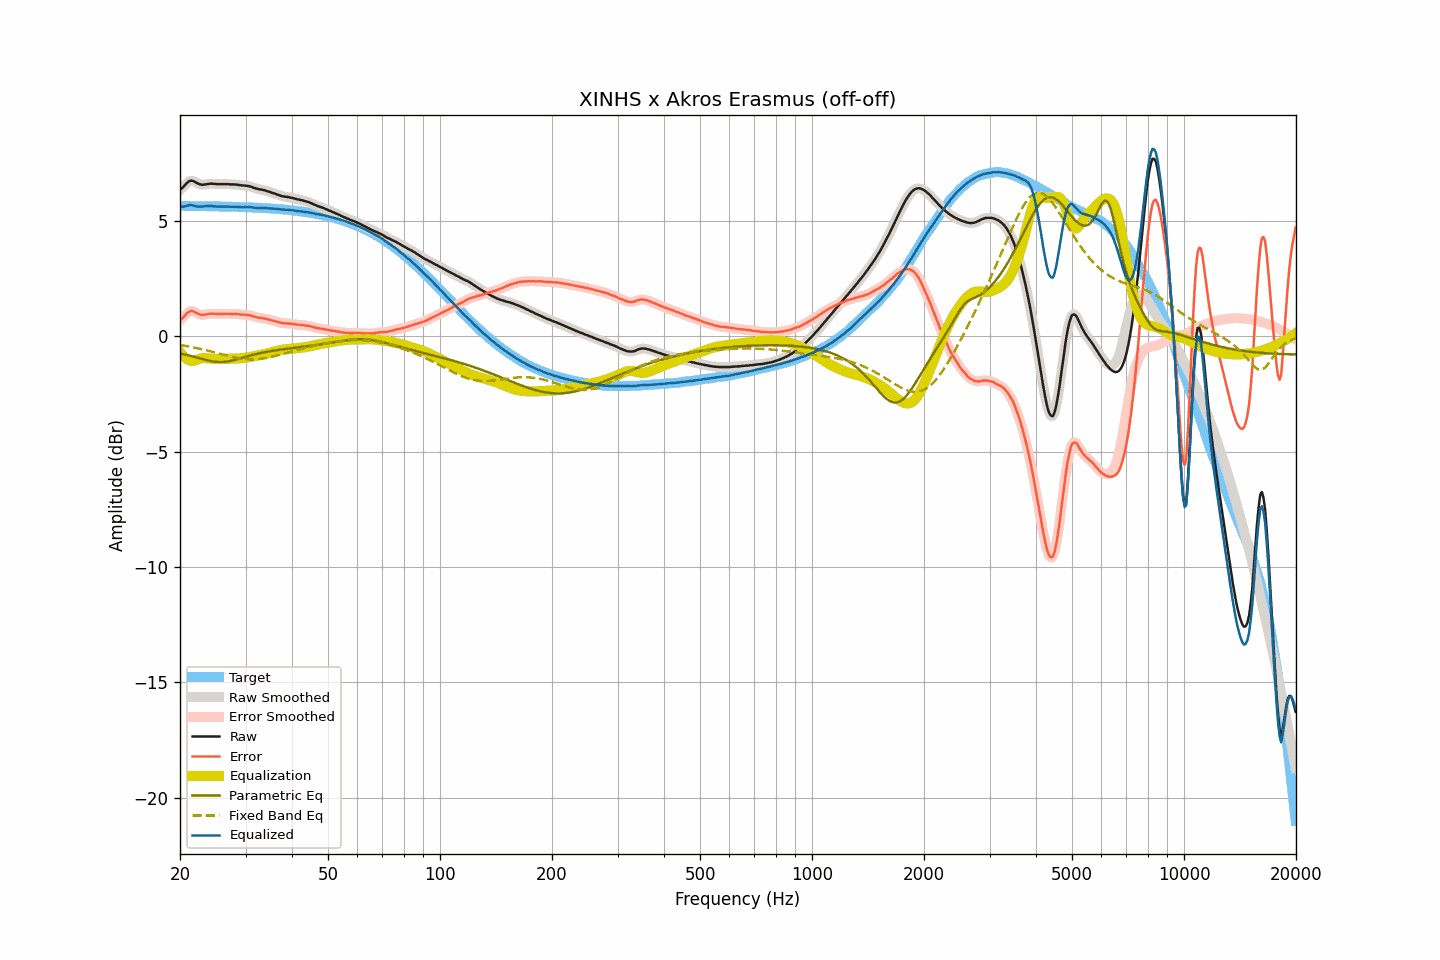 XINHS x Akros Erasmus (off-off)
Amplitude (dBr)
5
0
−5
−10
−15
−20
Target
Raw Smoothed
Error Smoothed
Raw
Error
Equalization
Parametric Eq
Fixed Band Eq
Equalized
20 50 100 200 500 1000 2000 5000 10000 20000
Frequency (Hz)